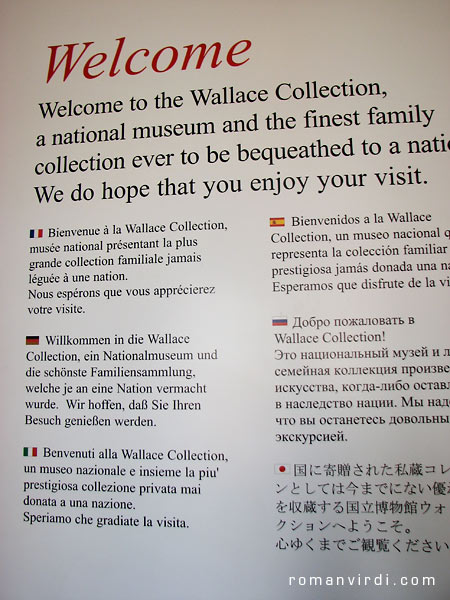 Welcome
Welcome to the Wallace Collection,
a national museum and the finest family
collection ever to be bequeathed to a
We do hope that you enjoy your visit.
Bienvenue à la Wallace Collection,
musée national présentant la plus
grande collection familiale jamais
léguée à une nation.
Nous espérons que vous apprécierez
votre visite.
Willkommen in die Wallace
Collection, ein Nationalmuseum und
die schönste Familiensammlung,
welche je an eine Nation vermacht
wurde. Wir hoffen, daß Sie Ihren
Besuch genießen werden.
Benvenuti alla Wallace Collection,
un museo nazionale e insieme la piu'
prestigiosa collezione privata mai
donata a una nazione.
Speriamo che gradiate la visita.
Bienvenidos a la Wallace
Collection, un museo nacional
representa la colección familiar
prestigiosa jamás donada una
Esperamos que disfrute de la
Добро пожаловать в
Wallace Collection!
Это национальный музей и
семейная коллекция
искусства, когда-либо
в наследство нации. Мы
что вы останетесь
экскурсией.
国に寄贈された私蔵コレ
ンとしては今までにない優
を収蔵する国立博物館ウォ
クションへようこそ。
心ゆくまでご観覧ください
romanvirdi.com